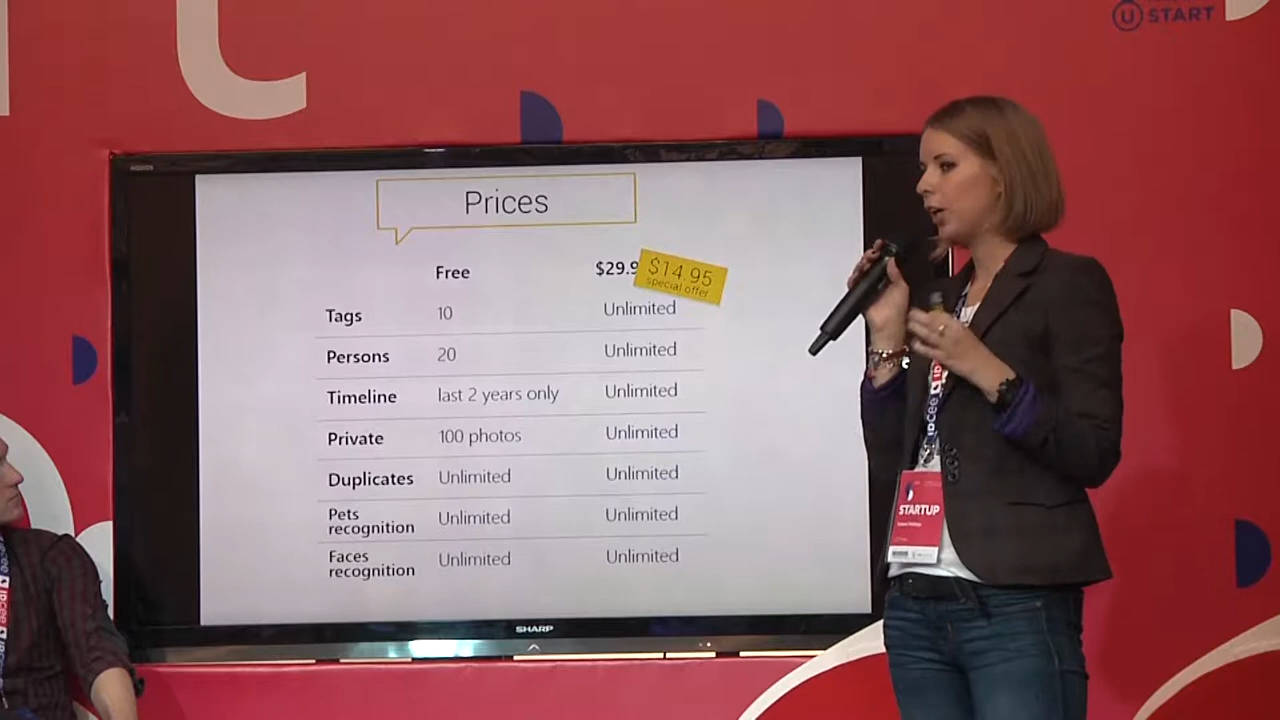 START
Prices
Free $29.9
$14.95
special offer
Tags 10 Unlimited
Persons 20 Unlimited
Timeline last 2 years only Unlimited
Private 100 photos Unlimited
Duplicates Unlimited Unlimited
Pets
recognition Unlimited Unlimited
Faces
recognition Unlimited Unlimited
SHARP
STARTUP
idcee
idcee